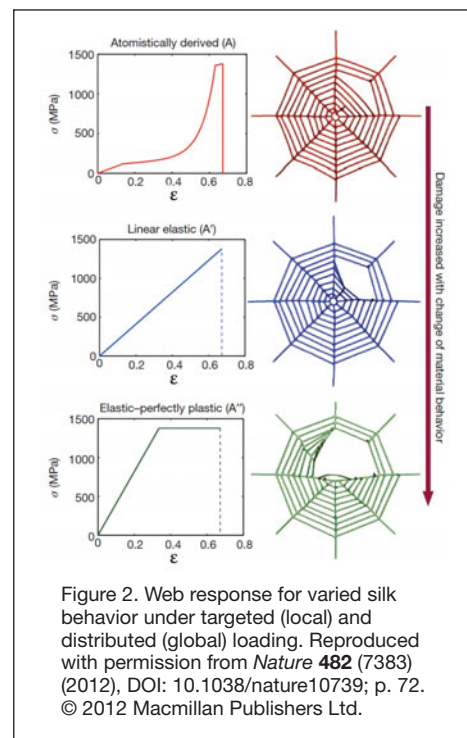 Atomistically derived (A)
1500
1000
500
0
σ (MPa)
0 0.2 0.4 0.6 0.8
ε
Linear elastic (A′)
1500
1000
500
0
σ (MPa)
0 0.2 0.4 0.6 0.8
ε
Elastic–perfectly plastic (A″)
1500
1000
500
0
σ (MPa)
0 0.2 0.4 0.6 0.8
ε
Damage increased with change of material behavior
Figure 2. Web response for varied silk
behavior under targeted (local) and
distributed (global) loading. Reproduced
with permission from Nature 482 (7383)
(2012), DOI: 10.1038/nature10739; p. 72.
© 2012 Macmillan Publishers Ltd.